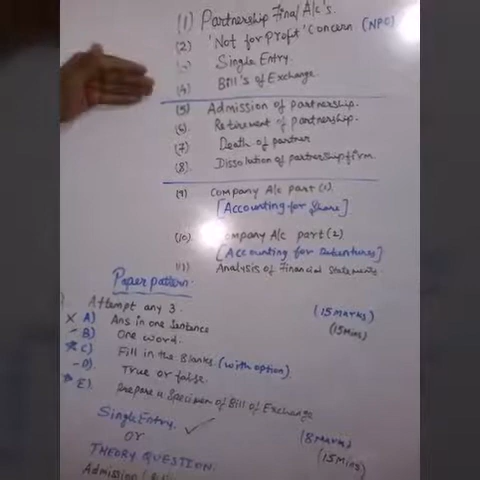 (1) Partnership Final A/c's.
(2) 'Not for profit' Concern (NPO)
Single Entry.
(4) Bill's of Exchange.
(5) Admission of partnership.
(6) Retirement of partnership.
(7) Death of partner
(8) Dissolution of partnership firm.
(9) Company A/c part (1)
[Accounting for Share]
(10) Company A/c part (2)
[Accounting for Debentures]
(11) Analysis of Financial Statements.
Paper pattern.
Attempt any 3. (15 MARKS)
X A) Ans in one Sentence (15 Mins)
- B) One word.
C) Fill in the Blanks. (with option)
- D) True or false.
E) Prepare a Specimen of Bill of Exchange
Single Entry. ✓ (8 MARKS)
or (15 Mins)
THEORY QUESTION.
Admission